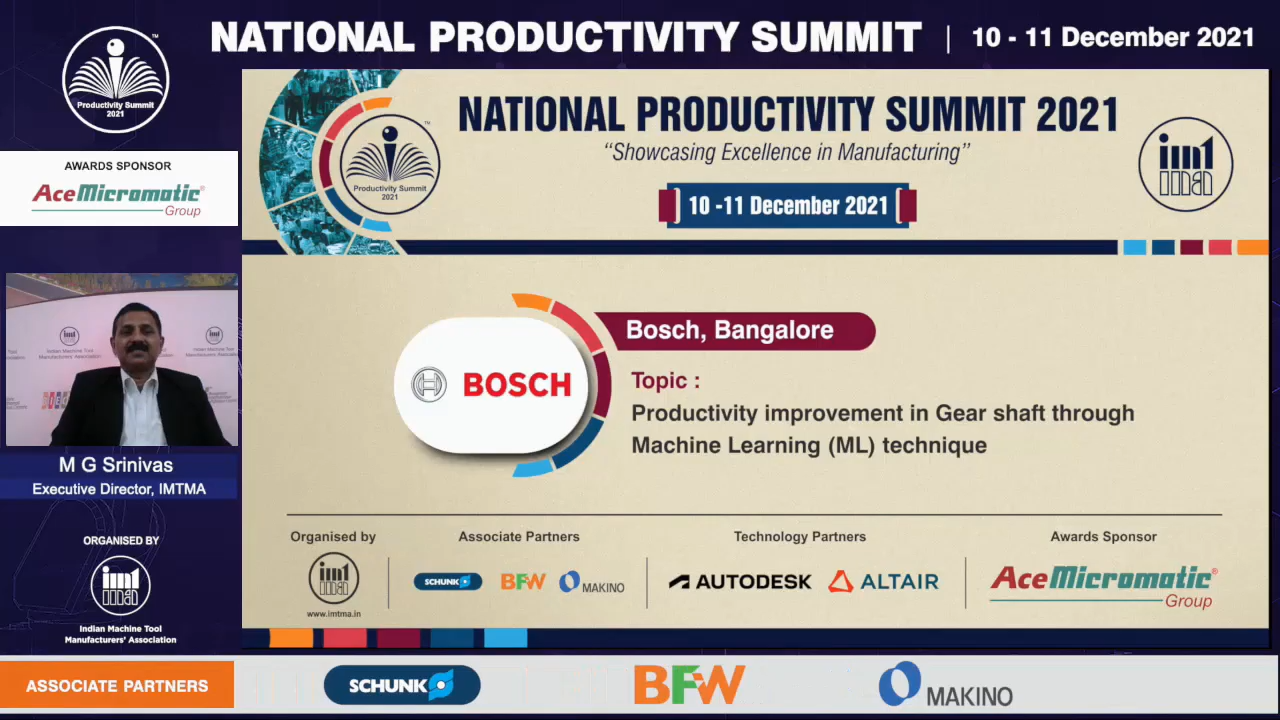 NATIONAL PRODUCTIVITY SUMMIT | 10 - 11 December 2021
Productivity Summit
2021
TM
AWARDS SPONSOR
AceMicromatic®
Group
M G Srinivas
Executive Director, IMTMA
ORGANISED BY
Indian Machine Tool
Manufacturers' Association
NATIONAL PRODUCTIVITY SUMMIT 2021
"Showcasing Excellence in Manufacturing"
10 -11 December 2021
Productivity Summit
2021
TM
BOSCH
Bosch, Bangalore
Topic :
Productivity improvement in Gear shaft through
Machine Learning (ML) technique
Organised by
www.imtma.in
Associate Partners
SCHUNK BFW MAKINO
Technology Partners
AUTODESK ALTAIR
Awards Sponsor
AceMicromatic®
Group
ASSOCIATE PARTNERS
SCHUNK
BFW
MAKINO